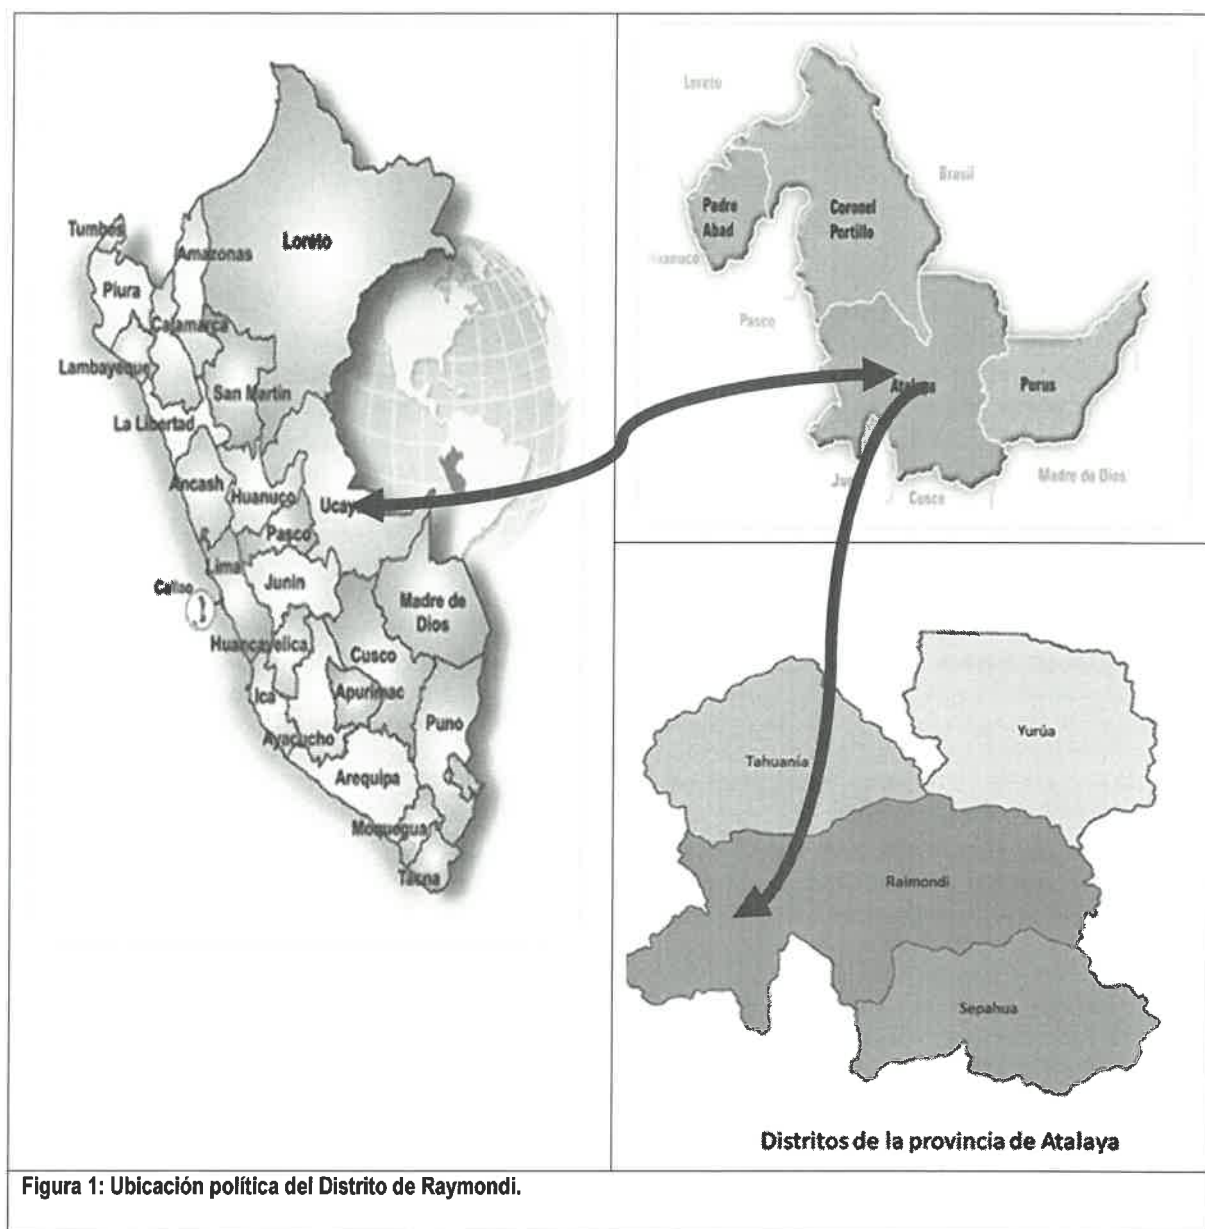 Tumbes
Amazonas
Loreto
Piura
Cajamarca
Lambayeque
San Martin
La Libertad
Ancash
Huanuco
Pasco
Lima
Callao
Junin
Madre de
Dios
Huancavelica
Cusco
Ica
Apurimac
Puno
Ayacucho
Arequipa
Moquegua
Tacna
Loreto
Brasil
Padre
Abad
Coronel
Portillo
Pasco
Atalaya
Purus
Cusco
Madre de Dios
Yurúa
Tahuanía
Raimondi
Sepahua
Distritos de la provincia de Atalaya
Figura 1: Ubicación política del Distrito de Raymondi.